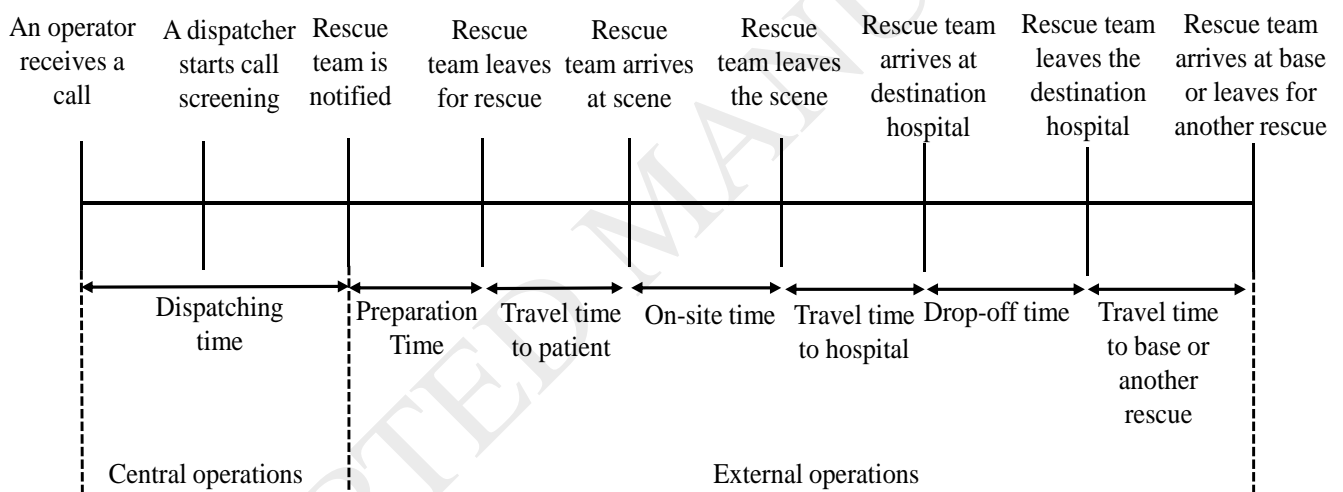 An operator
receives a
call
A dispatcher
starts call
screening
Rescue
team is
notified
Rescue
team leaves
for rescue
Rescue
team arrives
at scene
Rescue
team leaves
the scene
Rescue team
arrives at
destination
hospital
Rescue team
leaves the
destination
hospital
Rescue team
arrives at base
or leaves for
another rescue
Dispatching
time
Preparation
Time
Travel time
to patient
On-site time
Travel time
to hospital
Drop-off time
Travel time
to base or
another
rescue
Central operations
External operations